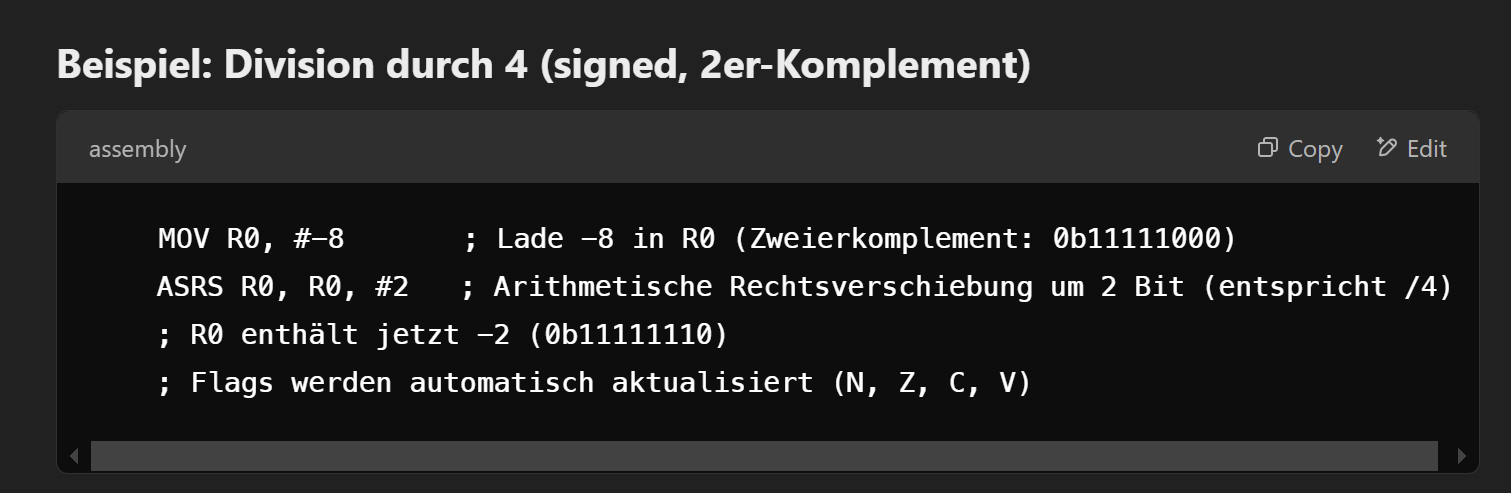 Beispiel: Division durch 4 (signed, 2er-Komplement)
assembly Copy Edit
MOV R0, #-8 ; Lade -8 in R0 (Zweierkomplement: 0b11111000)
ASRS R0, R0, #2 ; Arithmetische Rechtsverschiebung um 2 Bit (entspricht /4)
; R0 enthält jetzt -2 (0b11111110)
; Flags werden automatisch aktualisiert (N, Z, C, V)